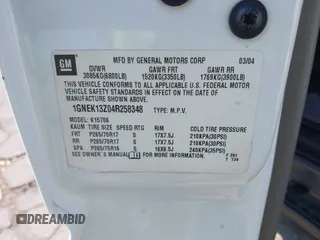 GM
MFD BY GENERAL MOTORS CORP 03/04
GVWR GAWR FRT GAWR RR
3085KG(6800LB) 1520KG(3350LB) 1769KG(3900LB)
THIS VEHICLE CONFORMS TO ALL APPLICABLE U.S. FEDERAL MOTOR
VEHICLE SAFETY STANDARDS IN EFFECT ON THE DATE OF
MANUFACTURE SHOWN ABOVE.
1GNEK13Z04R258348 TYPE: M.P.V.
MODEL: K15706
TIRE SIZE SPEED RTG RIM COLD TIRE PRESSURE
FRT P265/70R17 S 17X7.5J 210KPA(30PSI)
RR P265/70R17 S 17X7.5J 210KPA(30PSI)
SPA P265/70R16 S 16X6.5J 240KPA(35PSI)
SEE OWNER'S MANUAL FOR MORE INFORMATION.
DREAMBID